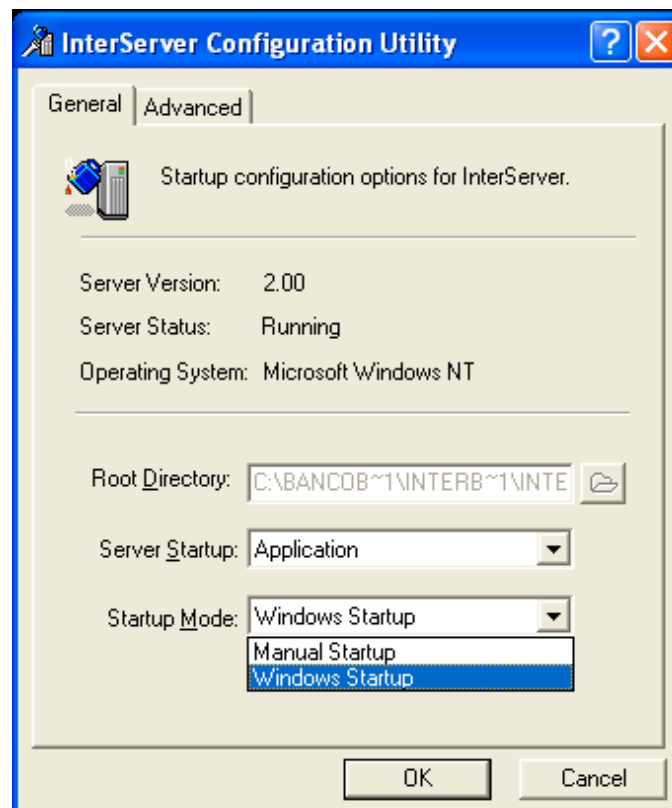 InterServer Configuration Utility
General
Advanced
Startup configuration options for InterServer.
Server Version: 2.00
Server Status: Running
Operating System: Microsoft Windows NT
Root Directory: C:\BANCOB~1\INTERB~1\INTE
Server Startup: Application
Startup Mode: Windows Startup
Manual Startup
Windows Startup
OK
Cancel